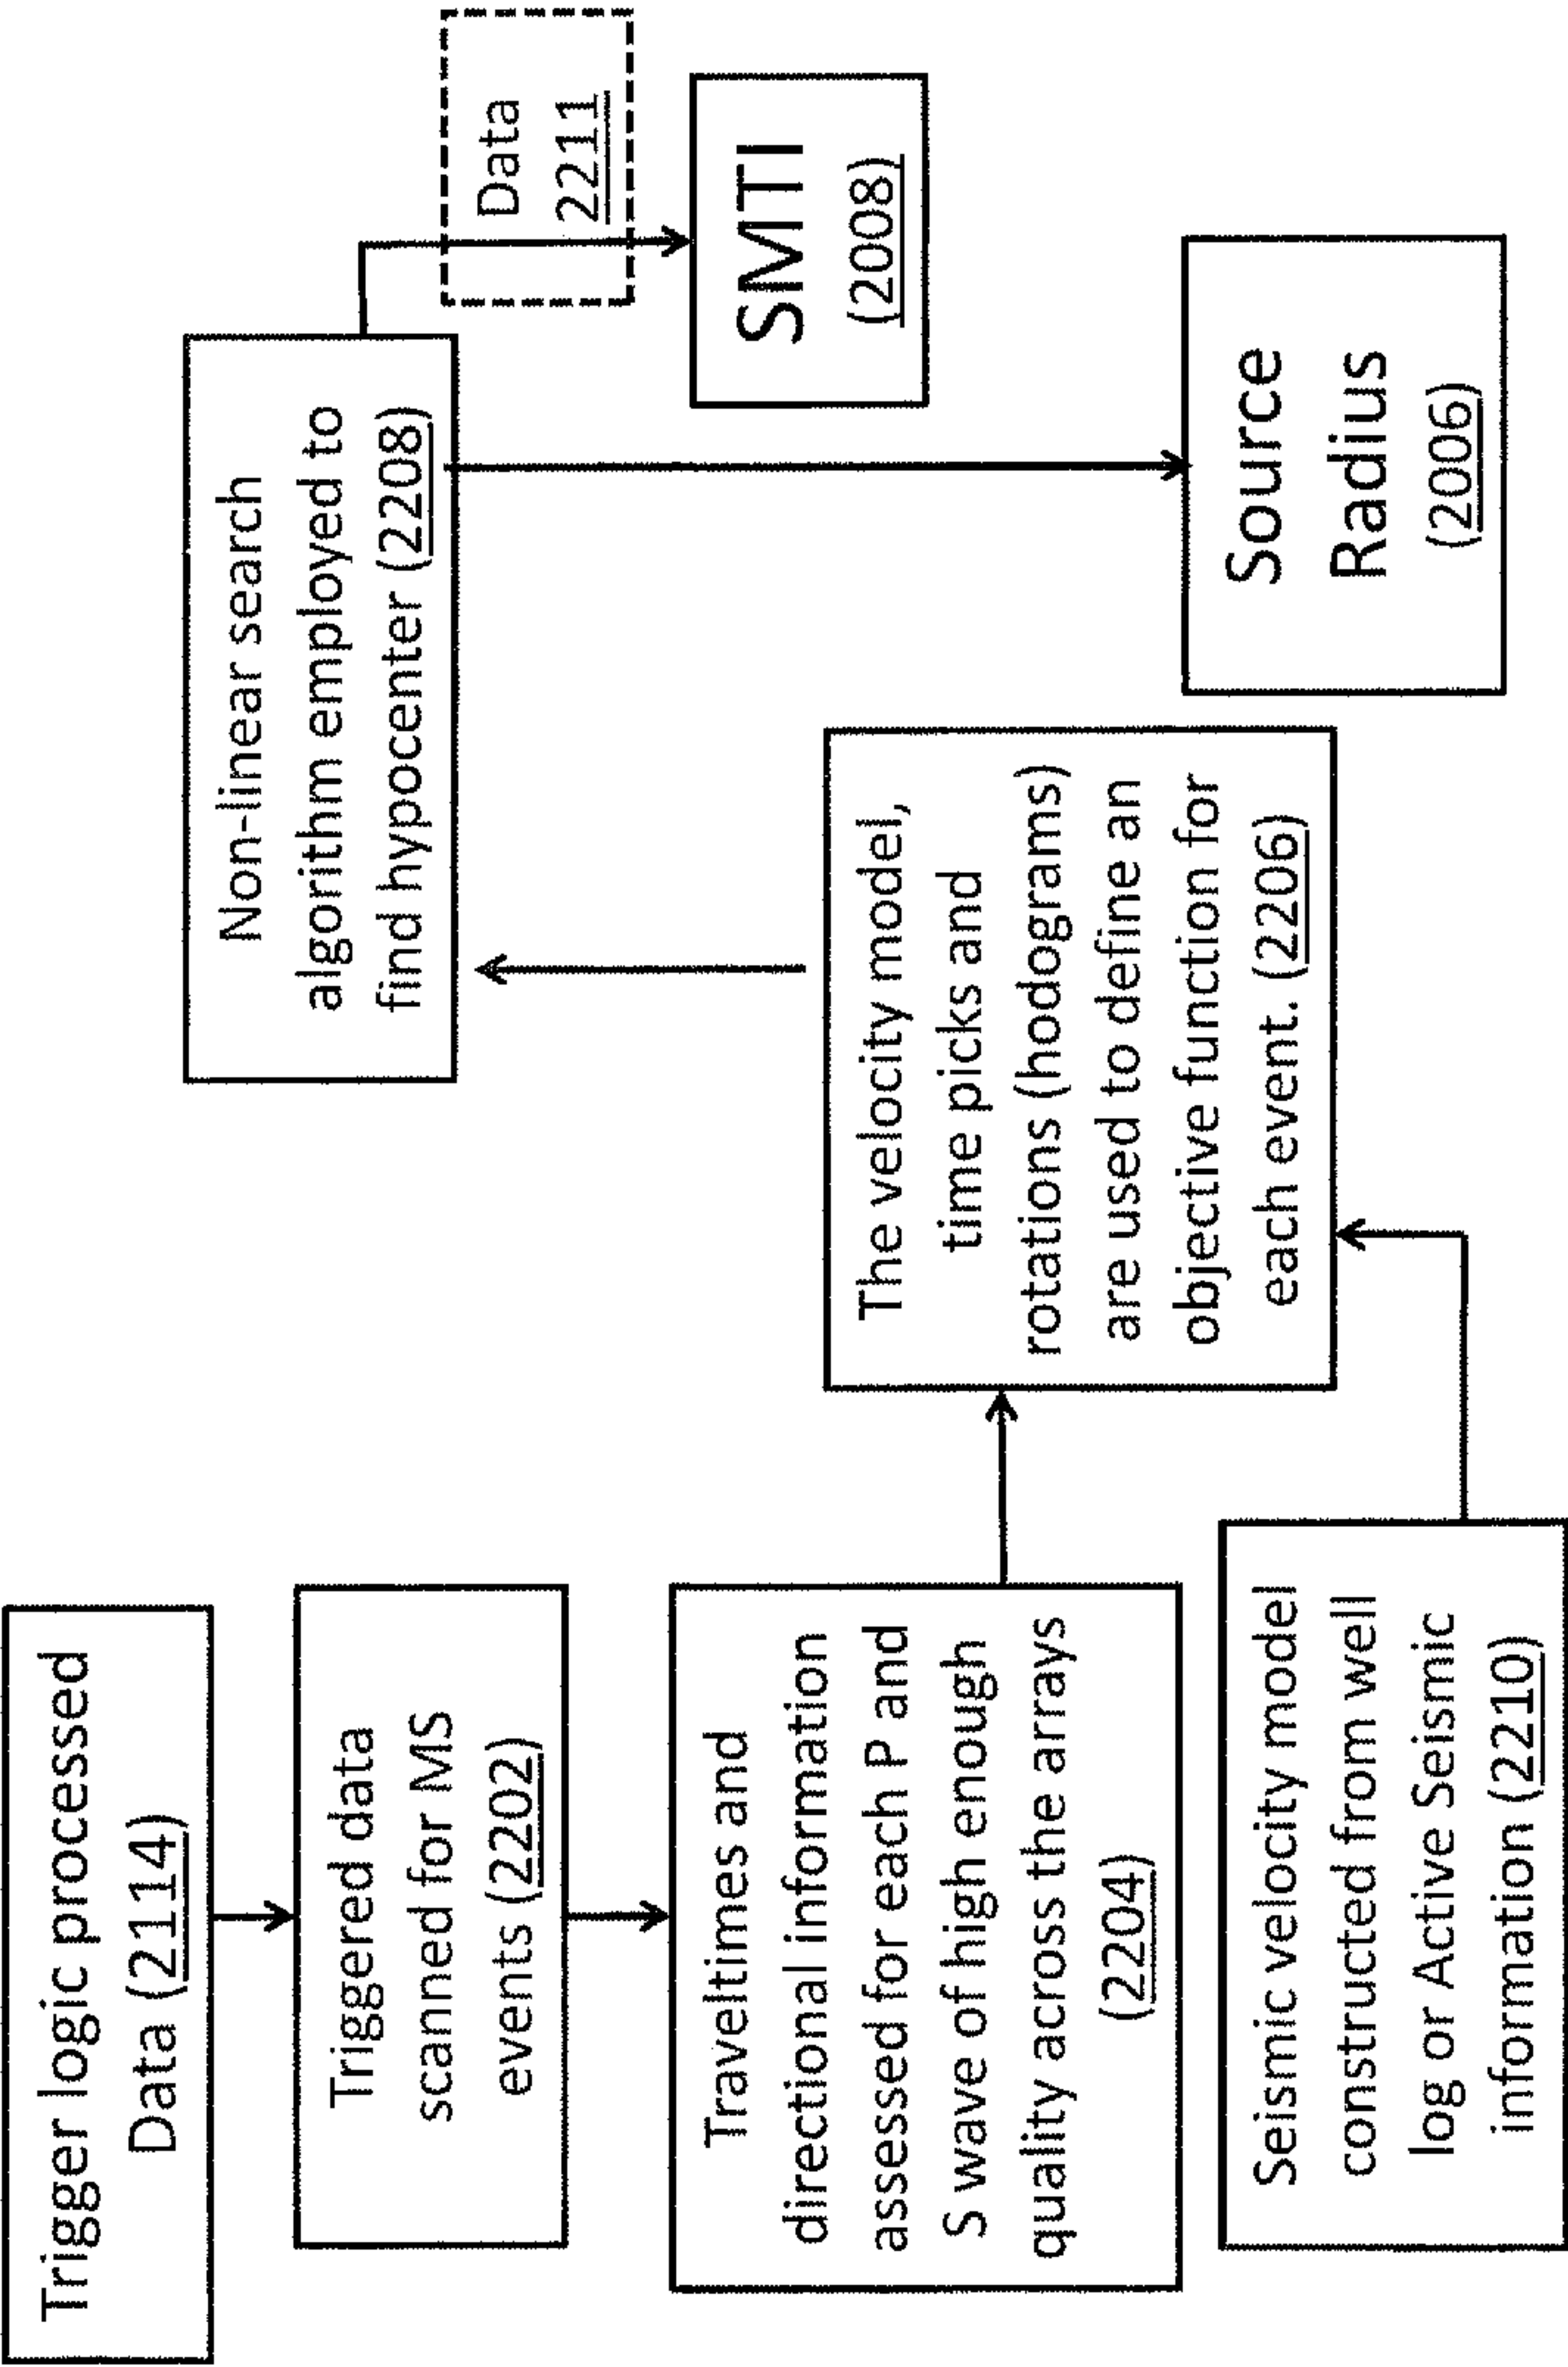 Trigger logic processed
Data (2114)
Triggered data
scanned for MS
events (2202)
Traveltimes and
directional information
assessed for each P and
S wave of high enough
quality across the arrays
(2204)
Seismic velocity model
constructed from well
log or Active Seismic
information (2210)
The velocity model,
time picks and
rotations (hodograms)
are used to define an
objective function for
each event. (2206)
Non-linear search
algorithm employed to
find hypocenter (2208)
Data
2211
SMTI
(2008)
Source
Radius
(2006)